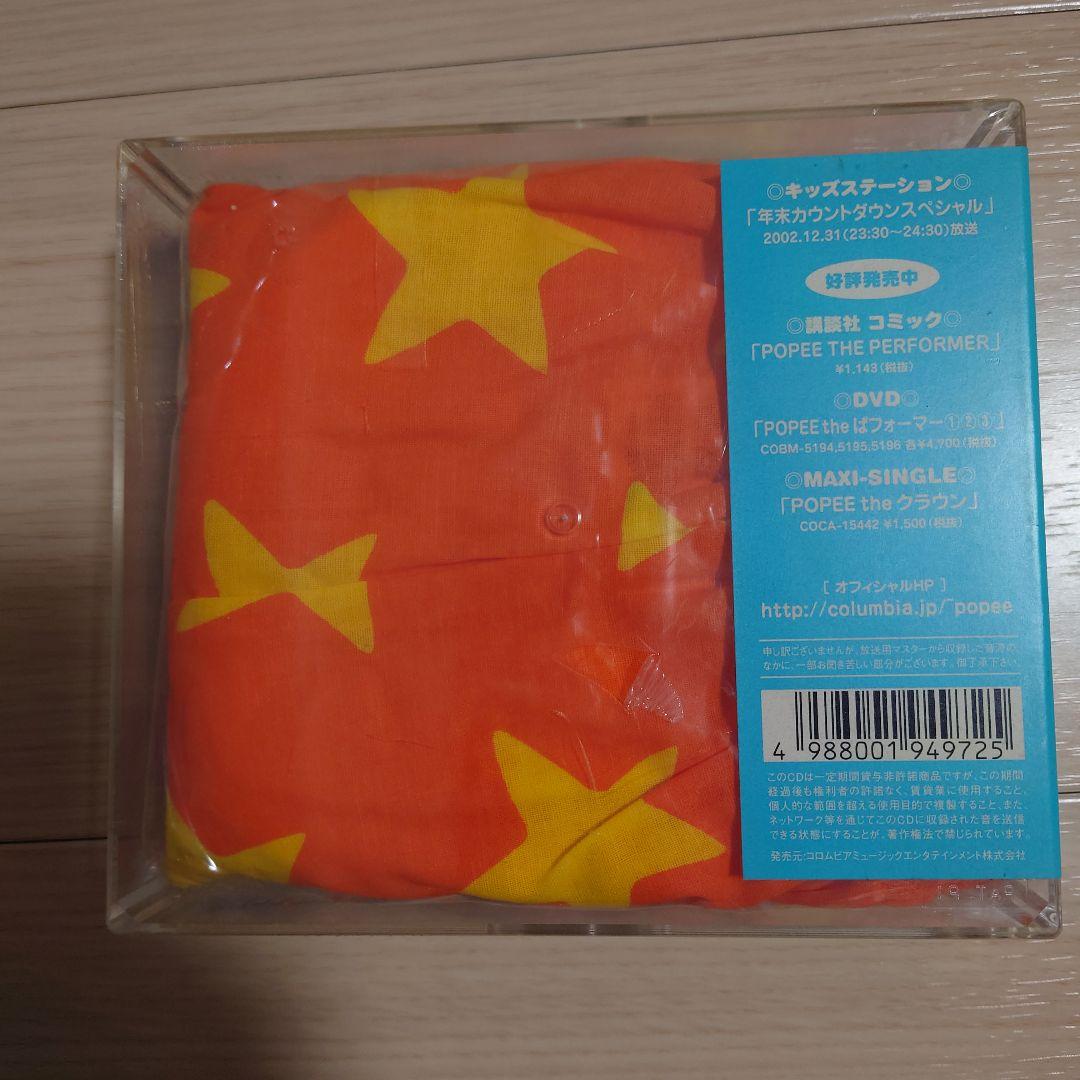 ◎キッズステーション◎
「年末カウントダウンスペシャル」
2002.12.31(23:30～24:30)放送
好評発売中
◎講談社 コミック◎
「POPEE THE PERFORMER」
¥1,143(税抜)
◎DVD◎
「POPEE the ぱフォーマー①②③」
COBM-5194,5195,5196 各¥4,700(税抜)
◎MAXI-SINGLE◎
「POPEE the クラウン」
COCA-15442 ¥1,500(税抜)
[ オフィシャルHP ]
http://columbia.jp/~popee
申し訳ございませんが、放送用マスターから収録した音源の
なかに、一部お聞き苦しい部分がございます。御了承下さい。
4 988001 949725
このCDは一定期間貸与非許諾商品ですが、この期間
経過後も権利者の許諾なく、賃貸業に使用すること、
個人的な範囲を超える使用目的で複製すること、また、
ネットワーク等を通じてこのCDに収録された音を送信
できる状態にすることが、著作権法で禁じられています。
発売元:コロムビアミュージックエンタテインメント株式会社